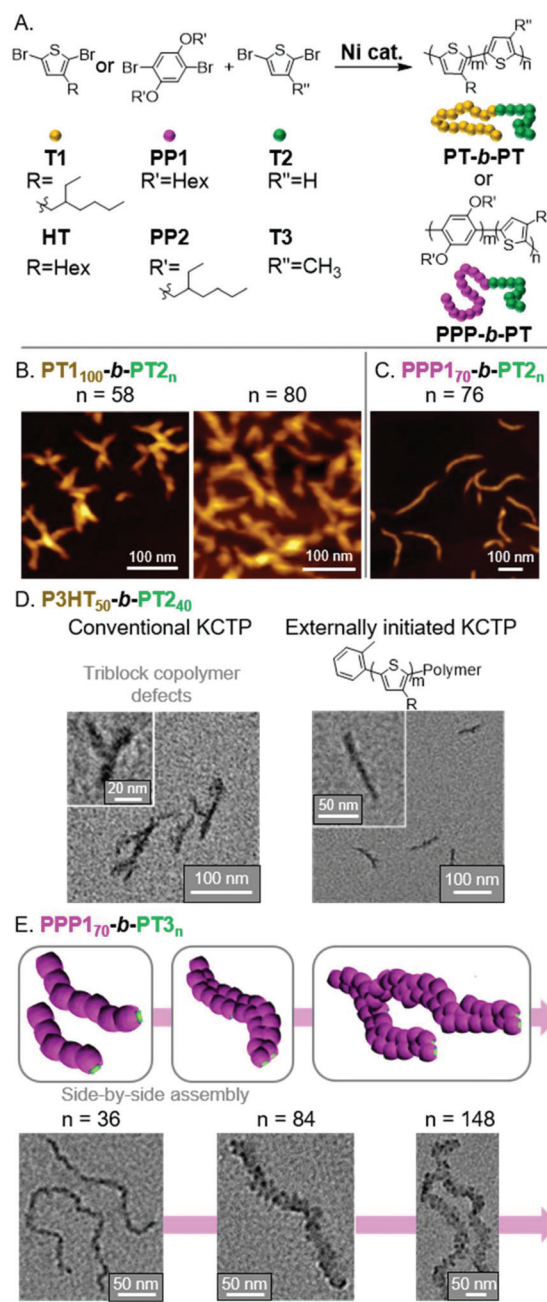 A.
Br S Br
R
or
OR'
Br Br
R'O
+
Br S Br
R"
Ni cat.
R"
S m S n
R
T1
R=
PP1
R'=Hex
T2
R"=H
PT-b-PT
or
HT
R=Hex
PP2
R'=
T3
R"=CH₃
OR'
R
m S n
R'O
PPP-b-PT
B. PT1₁₀₀-b-PT2ₙ
n = 58 n = 80
100 nm 100 nm
C. PPP1₇₀-b-PT2ₙ
n = 76
100 nm
D. P3HT₅₀-b-PT2₄₀
Conventional KCTP
Triblock copolymer
defects
20 nm
100 nm
Externally initiated KCTP
S
m Polymer
R
50 nm
100 nm
E. PPP1₇₀-b-PT3ₙ
Side-by-side assembly
n = 36 n = 84 n = 148
50 nm 50 nm 50 nm